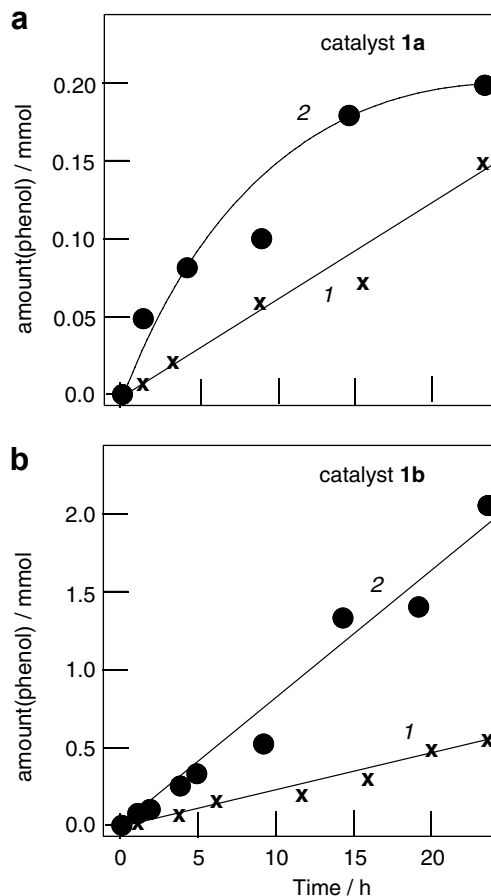 a
catalyst 1a
amount(phenol) / mmol
0.20
0.15
0.10
0.05
0.0
2
1
b
catalyst 1b
amount(phenol) / mmol
2.0
1.5
1.0
0.5
0.0
2
1
0 5 10 15 20
Time / h